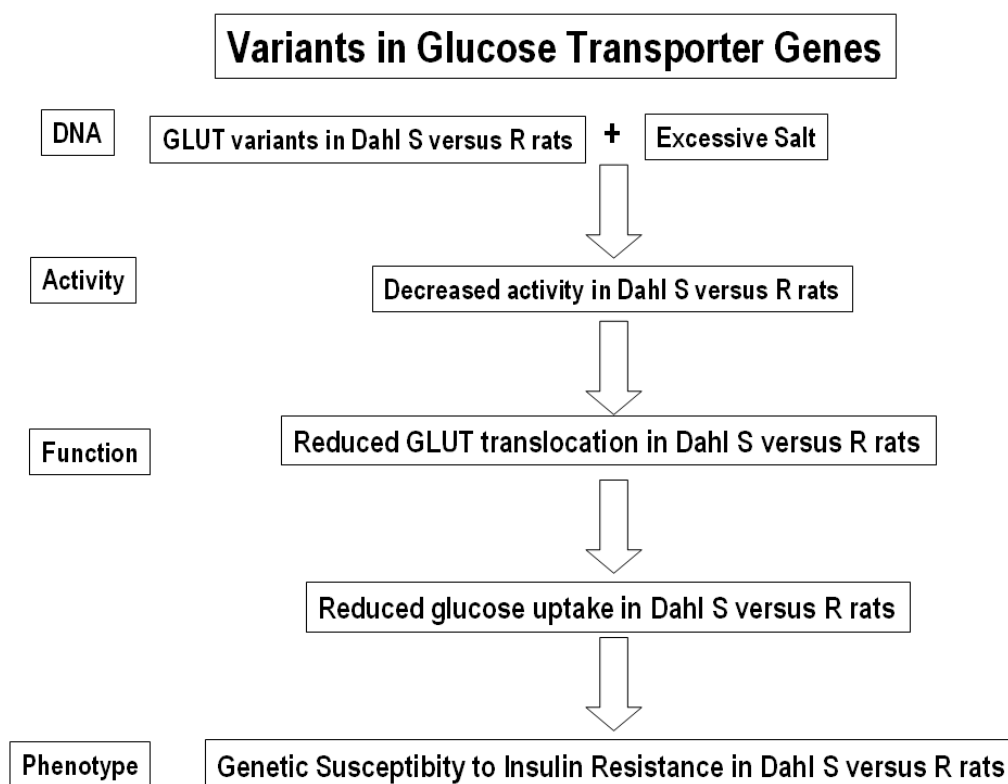 Variants in Glucose Transporter Genes
DNA
GLUT variants in Dahl S versus R rats
+
Excessive Salt
Activity
Decreased activity in Dahl S versus R rats
Function
Reduced GLUT translocation in Dahl S versus R rats
Reduced glucose uptake in Dahl S versus R rats
Phenotype
Genetic Susceptibity to Insulin Resistance in Dahl S versus R rats